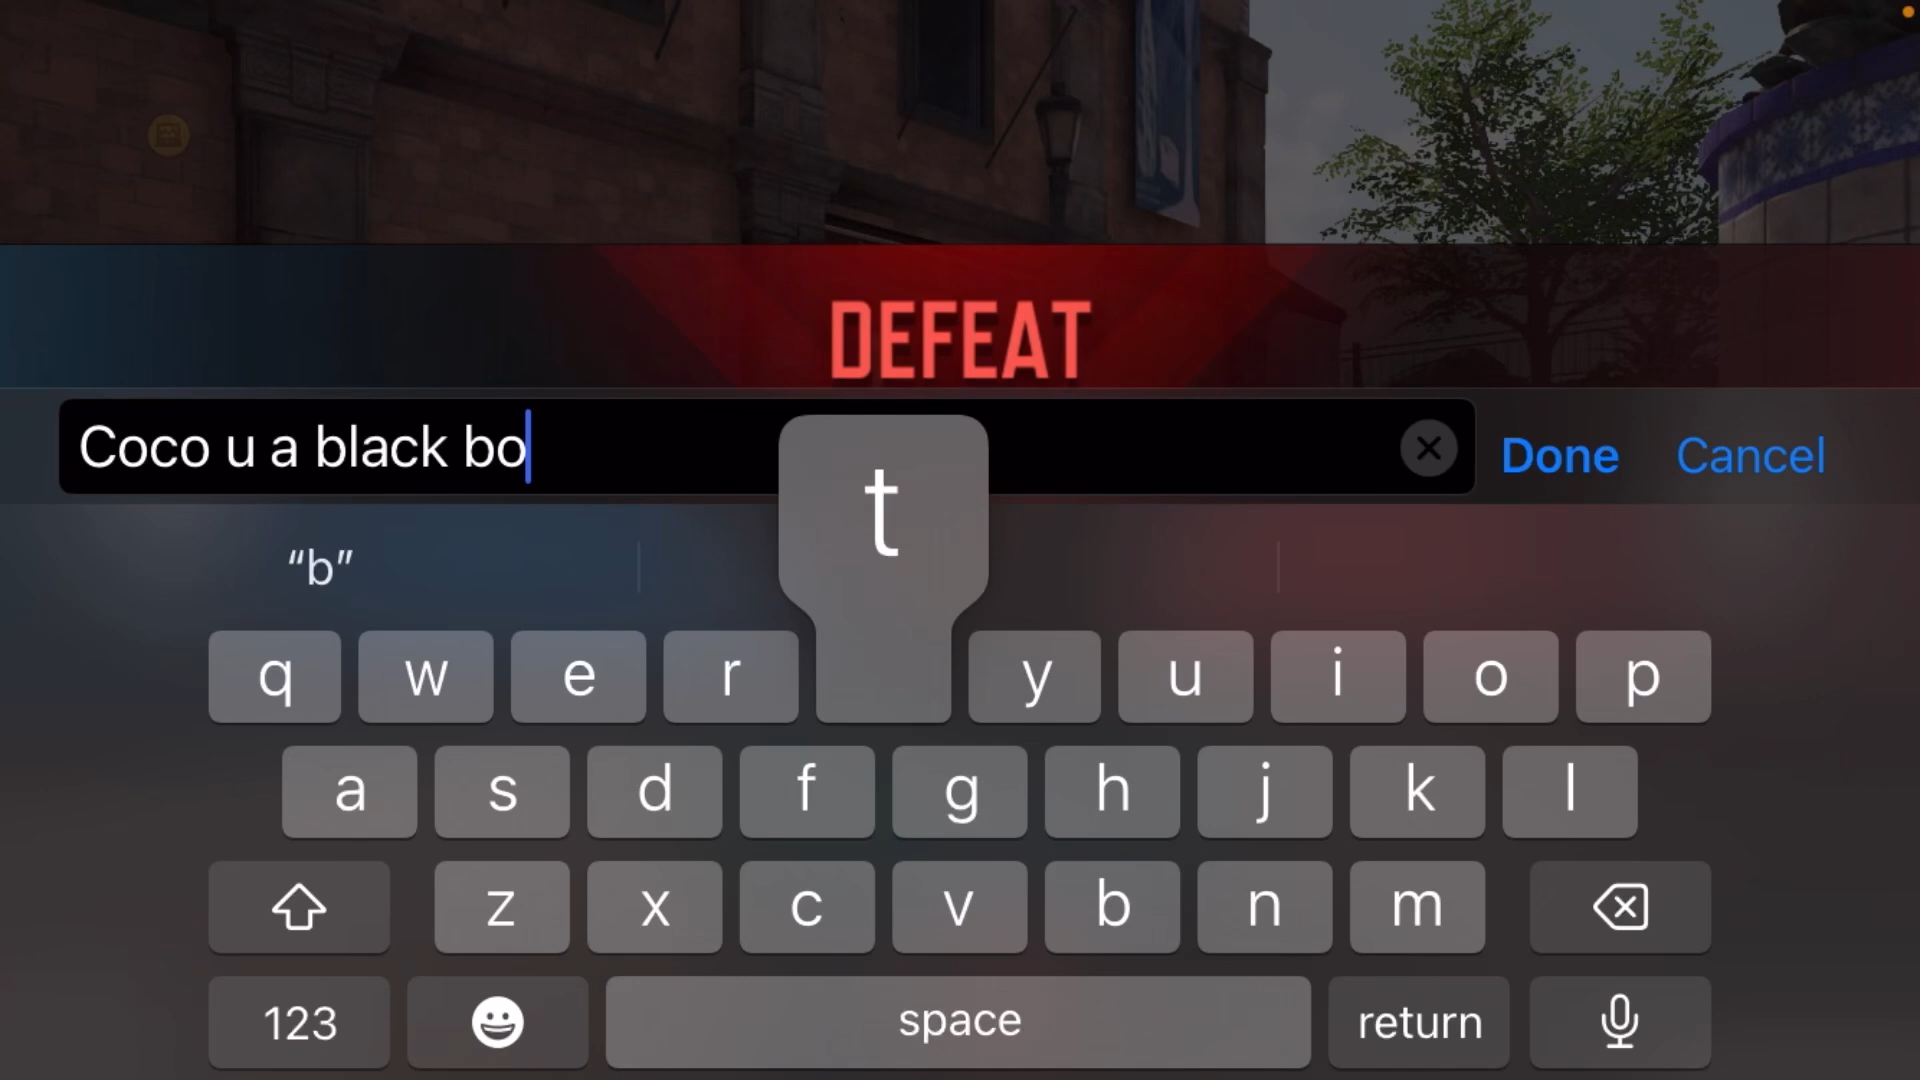 DEFEAT
Coco u a black bo
Done
Cancel
“b”
t
q w e r y u i o p
a s d f g h j k l
z x c v b n m
123 space return